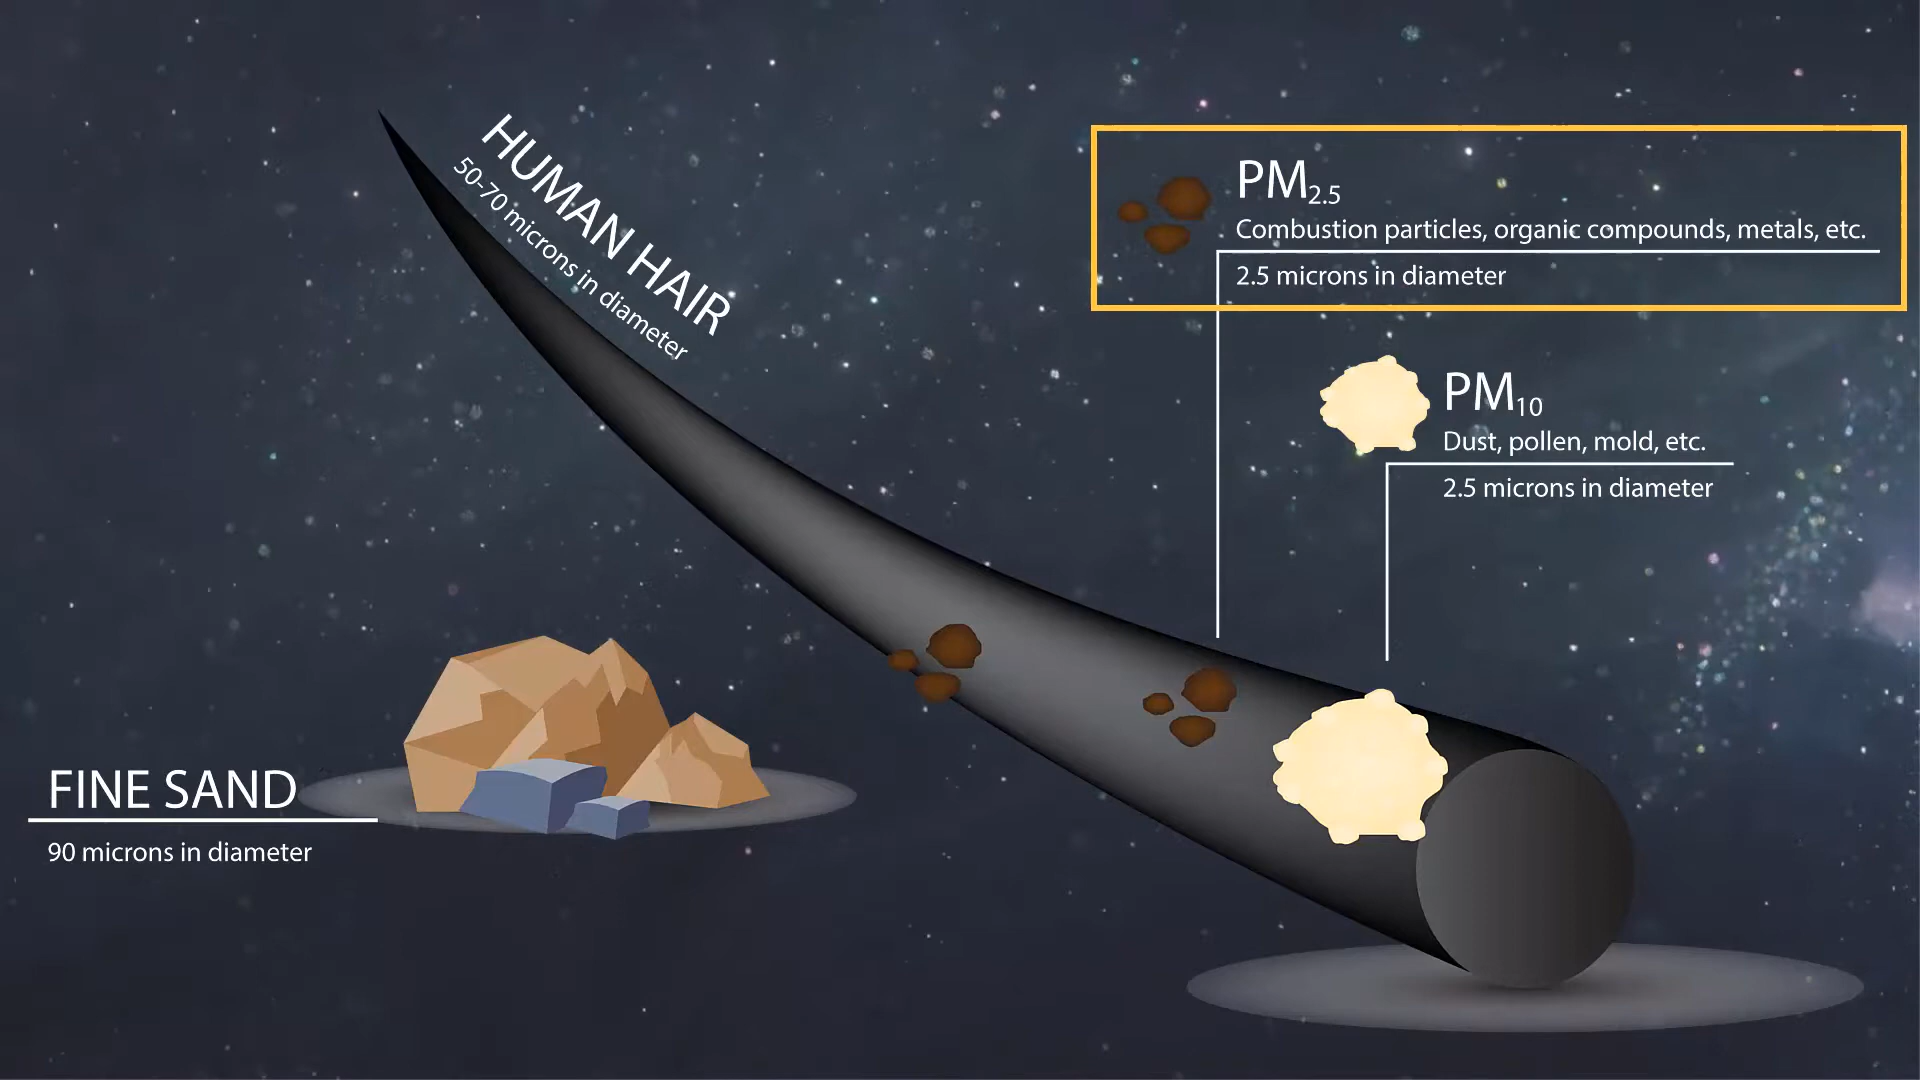 HUMAN HAIR
50-70 microns in diameter
PM2.5
Combustion particles, organic compounds, metals, etc.
2.5 microns in diameter
PM10
Dust, pollen, mold, etc.
2.5 microns in diameter
FINE SAND
90 microns in diameter